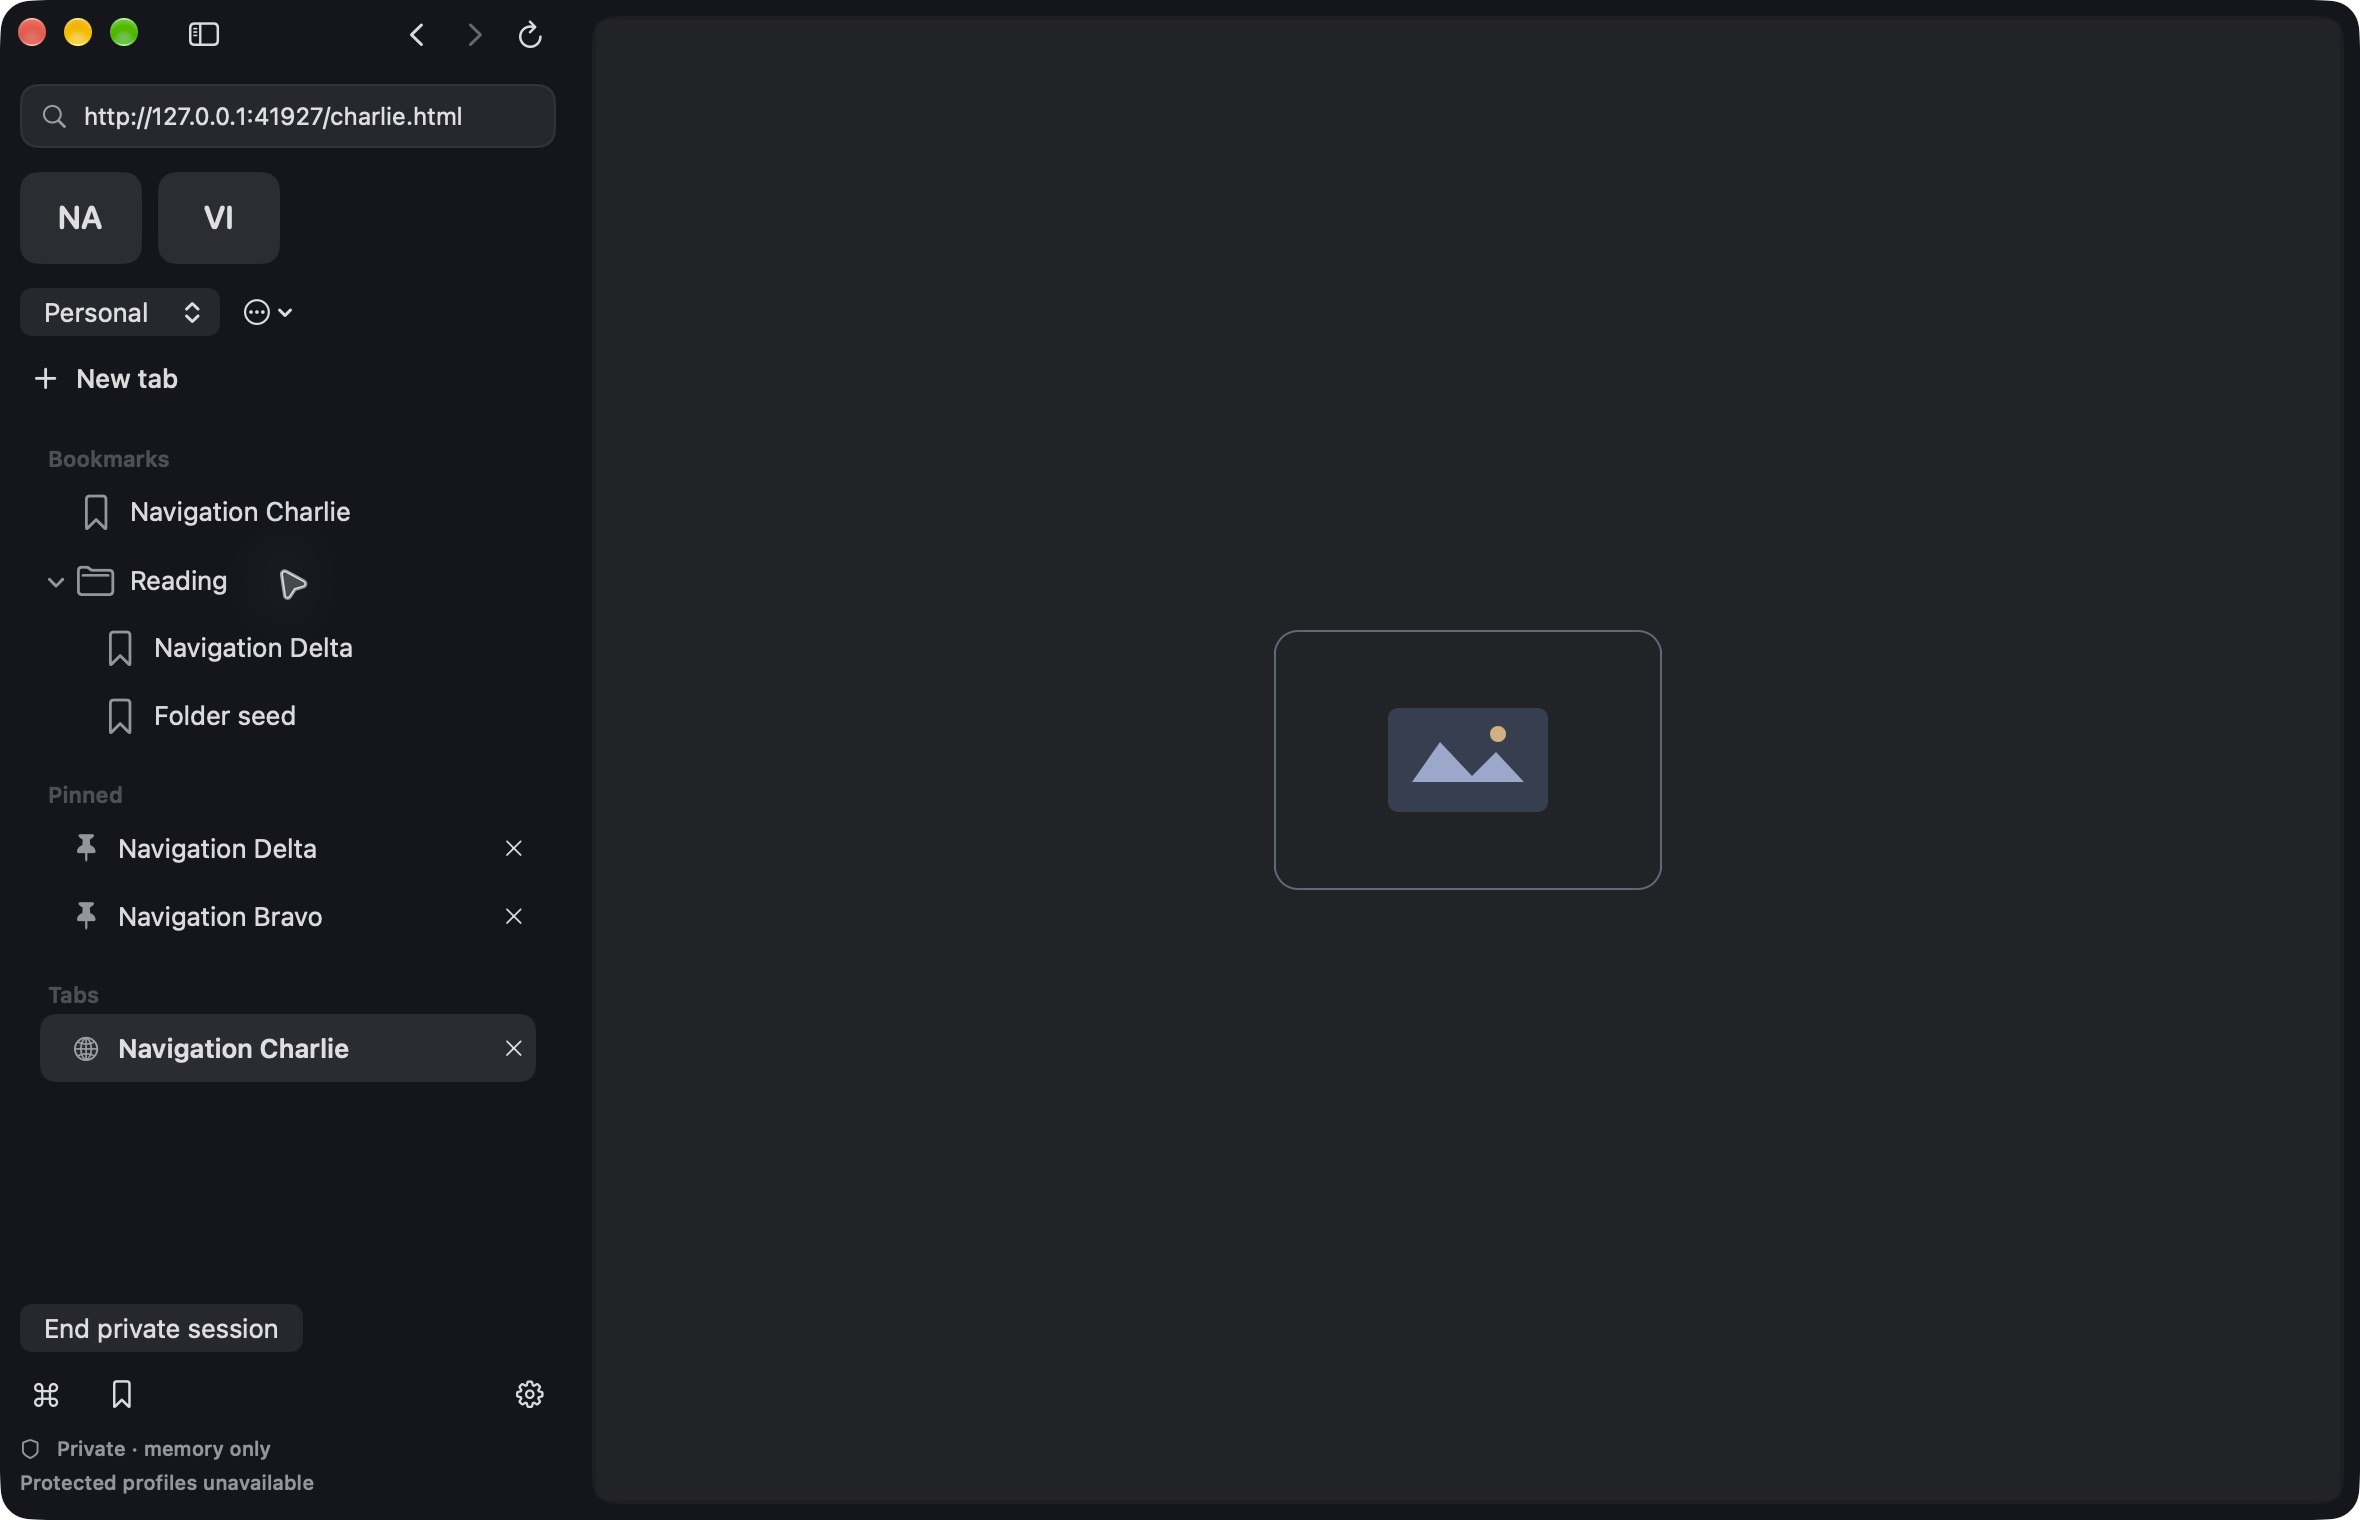 http://127.0.0.1:41927/charlie.html
NA
VI
Personal
New tab
Bookmarks
Navigation Charlie
Reading
Navigation Delta
Folder seed
Pinned
Navigation Delta
Navigation Bravo
Tabs
Navigation Charlie
End private session
Private · memory only
Protected profiles unavailable